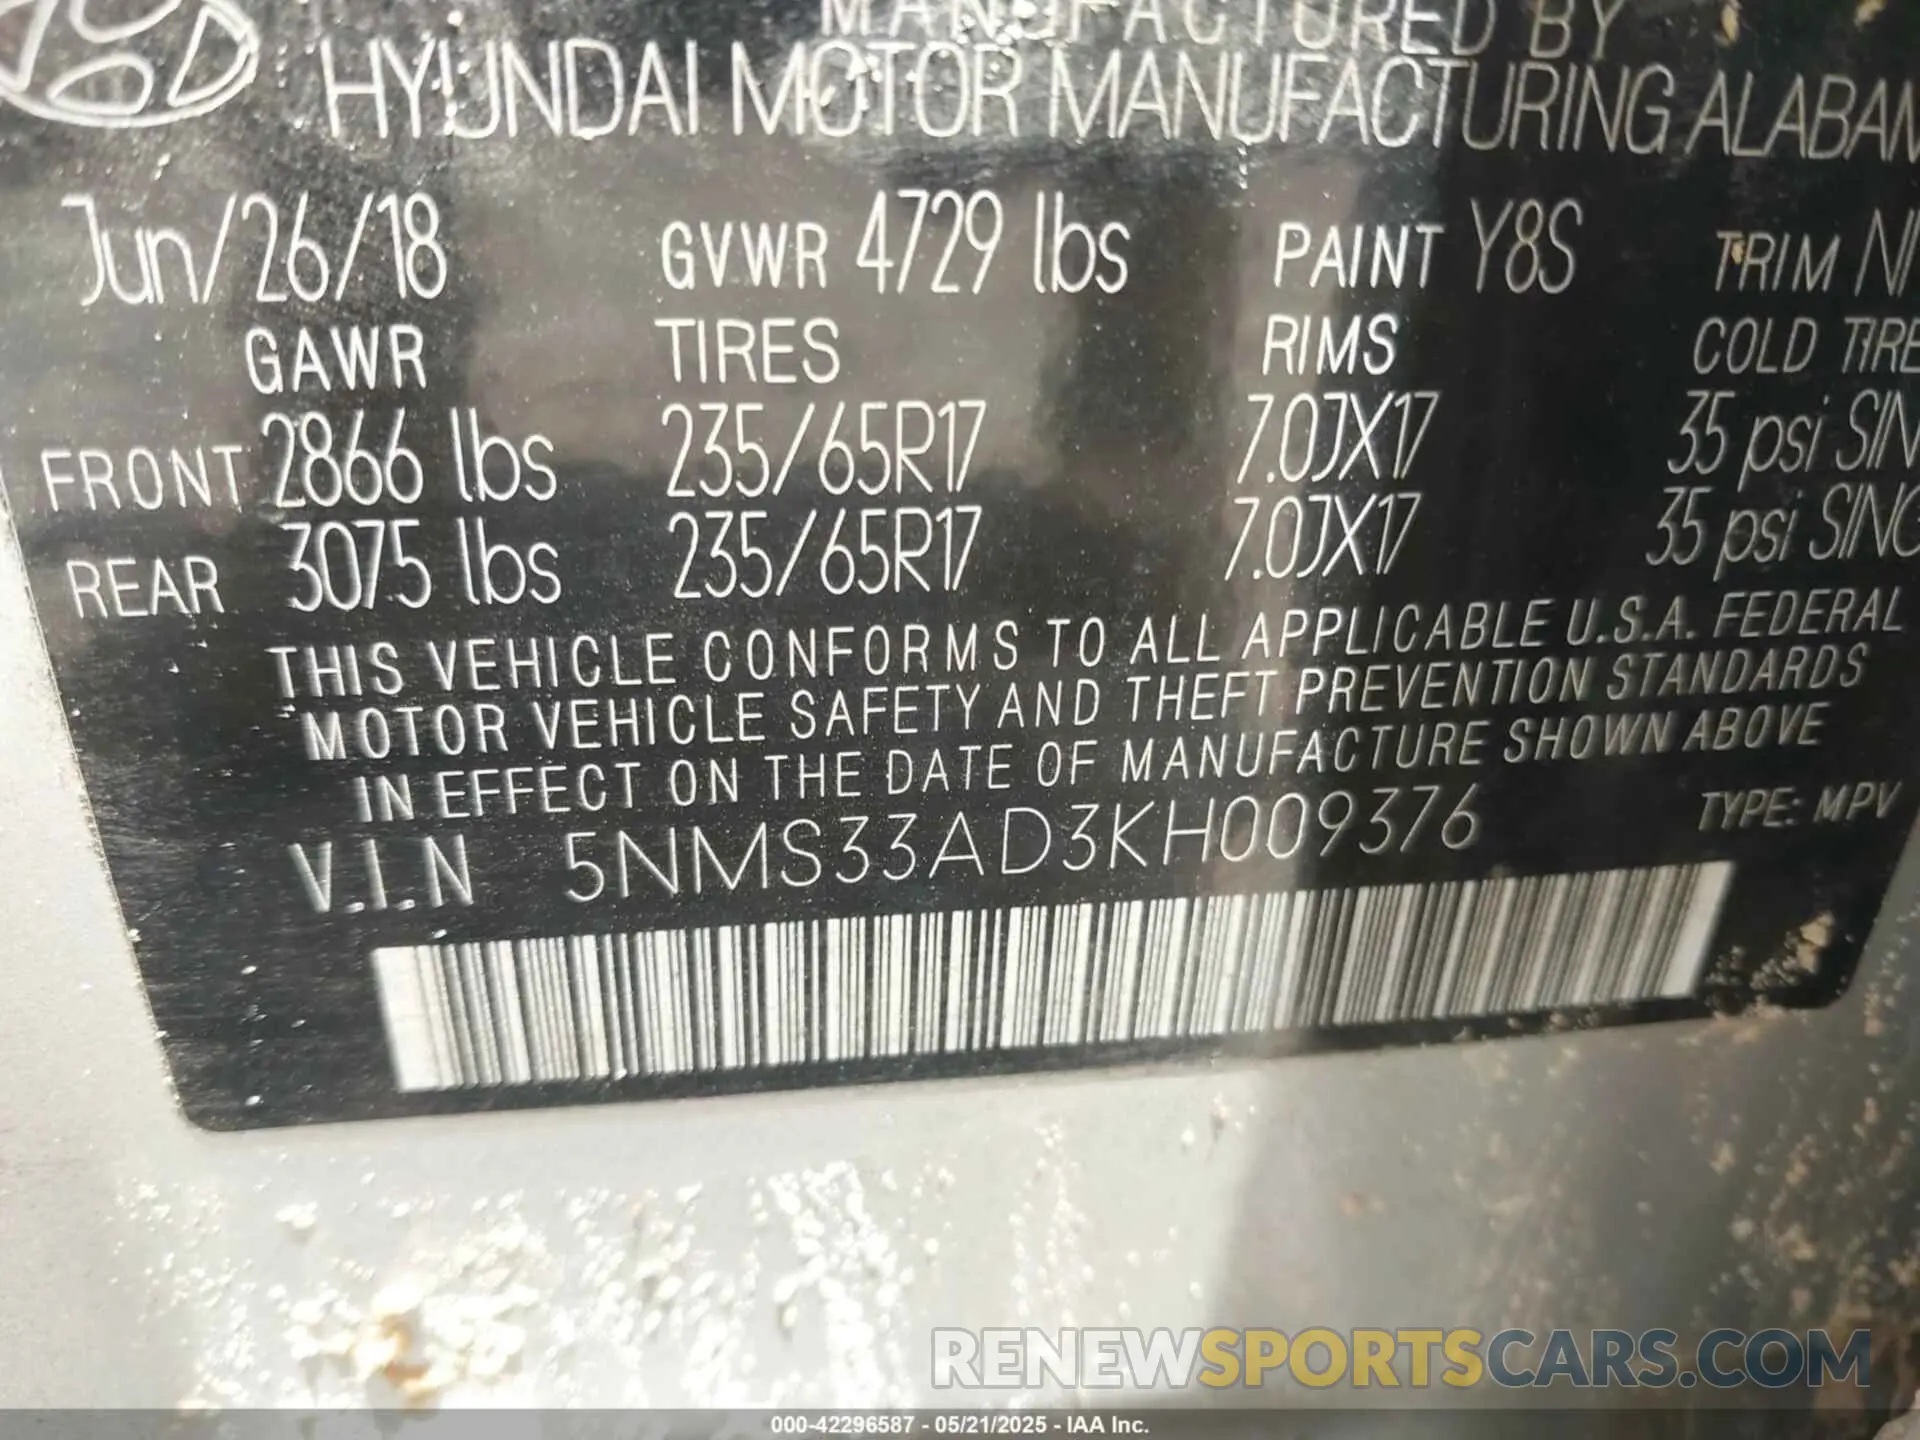 MANUFACTURED BY
HYUNDAI MOTOR MANUFACTURING ALABAM
Jun/26/18 GVWR 4729 lbs PAINT Y8S TRIM
GAWR TIRES RIMS COLD TIRE
FRONT 2866 lbs 235/65R17 7.0JX17 35 psi SIN
REAR 3075 lbs 235/65R17 7.0JX17 35 psi SING
THIS VEHICLE CONFORMS TO ALL APPLICABLE U.S.A. FEDERAL
MOTOR VEHICLE SAFETY AND THEFT PREVENTION STANDARDS
IN EFFECT ON THE DATE OF MANUFACTURE SHOWN ABOVE
V.I.N 5NMS33AD3KH009376 TYPE: MPV
RENEWSPORTSCARS.COM
000-42296587 - 05/21/2025 - IAA Inc.